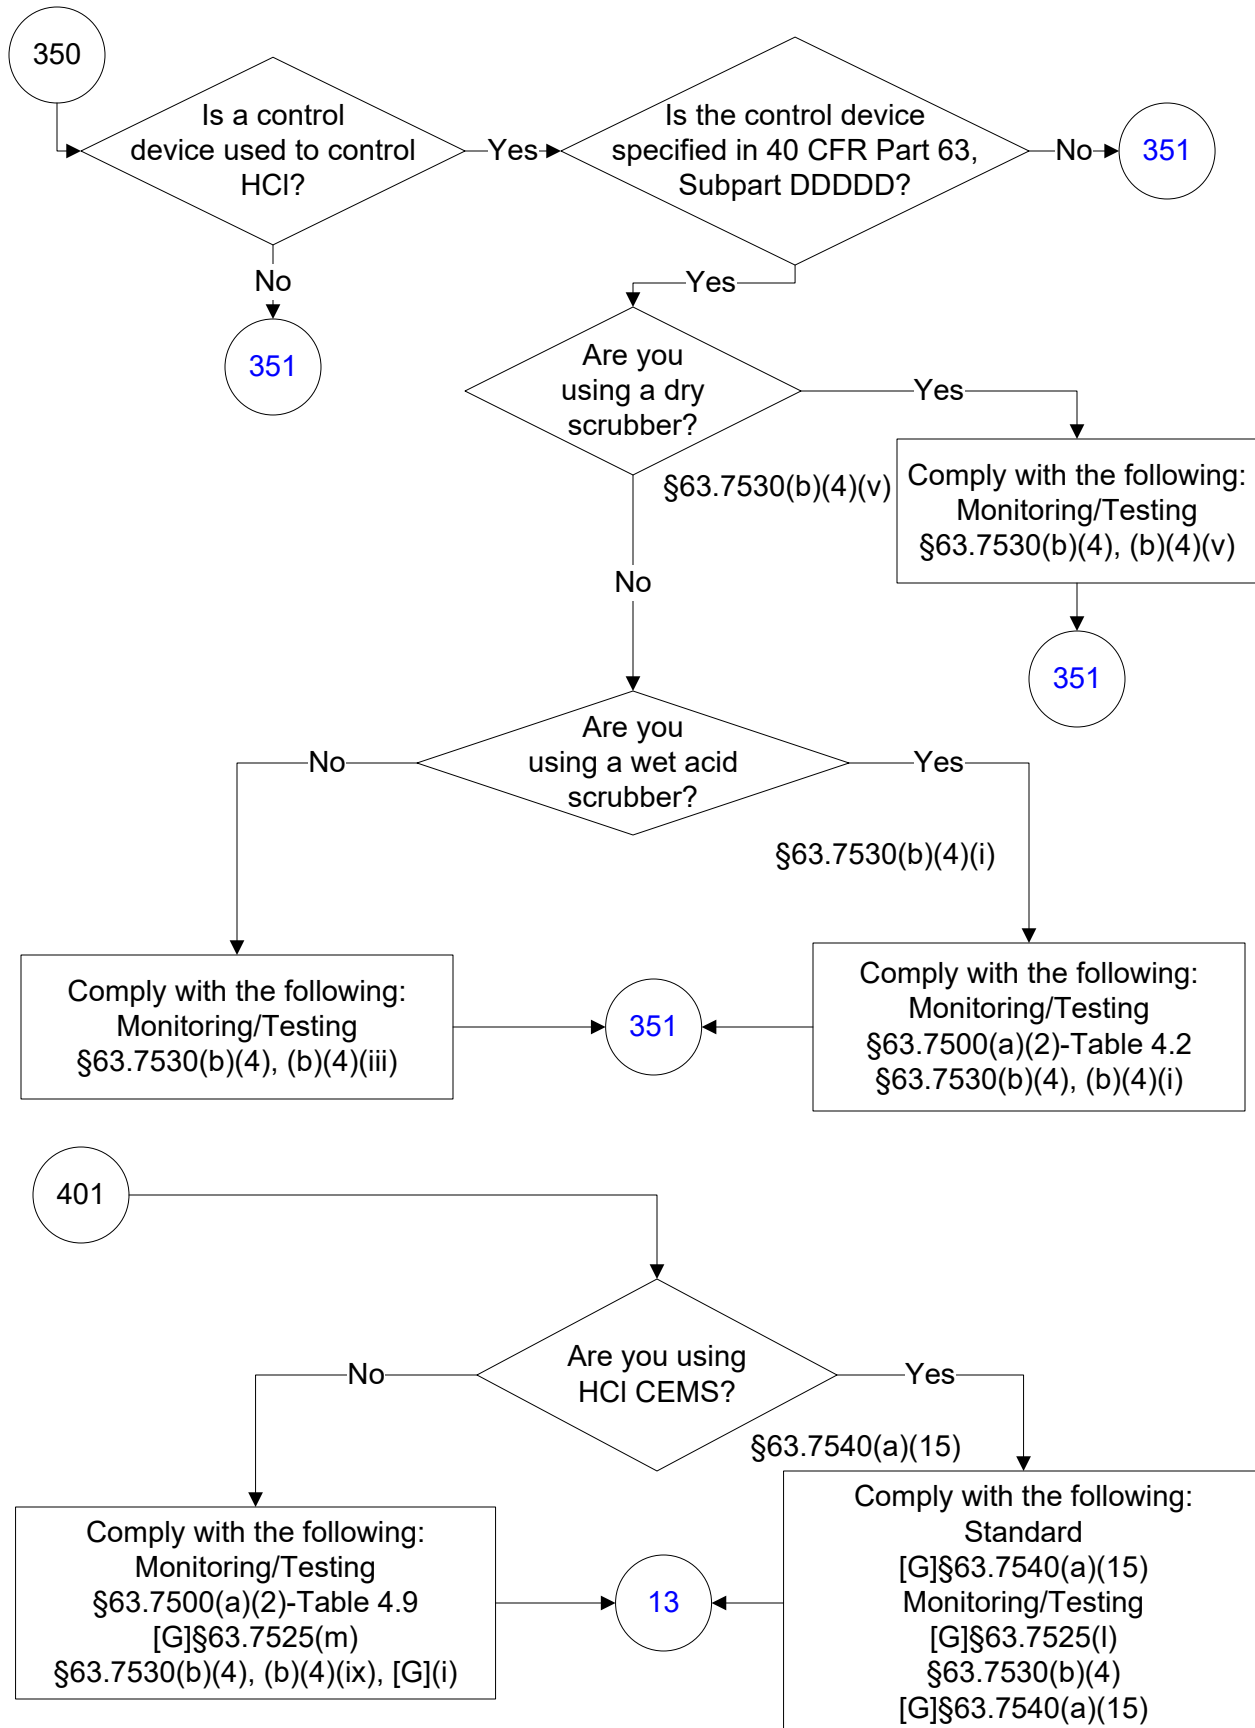 350
Is a control
device used to control
HCl?
Yes
Is the control device
specified in 40 CFR Part 63,
Subpart DDDDD?
No
351
No
351
Yes
Are you
using a dry
scrubber?
Yes
§63.7530(b)(4)(v)
Comply with the following:
Monitoring/Testing
§63.7530(b)(4), (b)(4)(v)
351
No
Are you
using a wet acid
scrubber?
No
Yes
§63.7530(b)(4)(i)
Comply with the following:
Monitoring/Testing
§63.7530(b)(4), (b)(4)(iii)
351
Comply with the following:
Monitoring/Testing
§63.7500(a)(2)-Table 4.2
§63.7530(b)(4), (b)(4)(i)
401
Are you using
HCl CEMS?
No
Yes
§63.7540(a)(15)
Comply with the following:
Monitoring/Testing
§63.7500(a)(2)-Table 4.9
[G]§63.7525(m)
§63.7530(b)(4), (b)(4)(ix), [G](i)
13
Comply with the following:
Standard
[G]§63.7540(a)(15)
Monitoring/Testing
[G]§63.7525(l)
§63.7530(b)(4)
[G]§63.7540(a)(15)